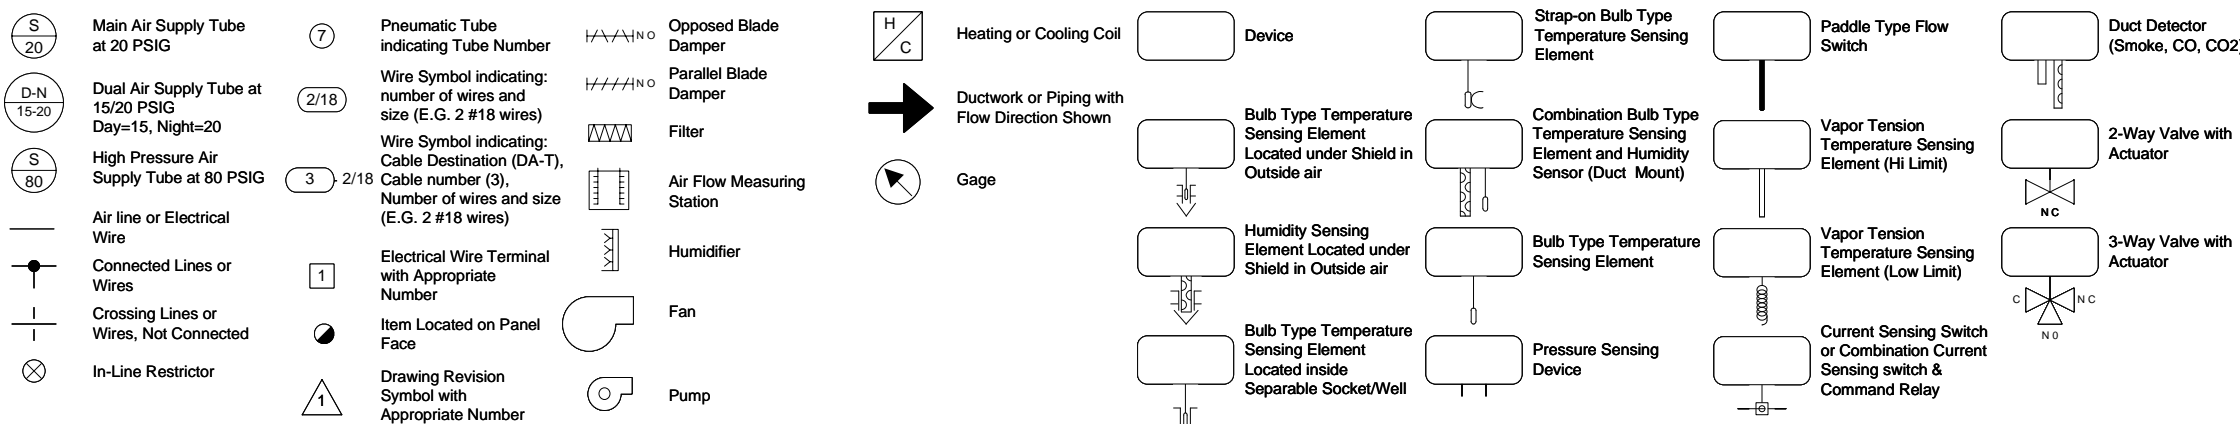 S
20
Main Air Supply Tube
at 20 PSIG
D-N
15-20
Dual Air Supply Tube at
15/20 PSIG
Day=15, Night=20
S
80
High Pressure Air
Supply Tube at 80 PSIG
Air line or Electrical
Wire
Connected Lines or
Wires
Crossing Lines or
Wires, Not Connected
In-Line Restrictor
7
Pneumatic Tube
indicating Tube Number
2/18
Wire Symbol indicating:
number of wires and
size (E.G. 2 #18 wires)
3
2/18
Wire Symbol indicating:
Cable Destination (DA-T),
Cable number (3),
Number of wires and size
(E.G. 2 #18 wires)
1
Electrical Wire Terminal
with Appropriate
Number
Item Located on Panel
Face
1
Drawing Revision
Symbol with
Appropriate Number
N O
Opposed Blade
Damper
N O
Parallel Blade
Damper
Filter
Air Flow Measuring
Station
Humidifier
Fan
Pump
H
C
Heating or Cooling Coil
Ductwork or Piping with
Flow Direction Shown
Gage
Device
Bulb Type Temperature
Sensing Element
Located under Shield in
Outside air
Humidity Sensing
Element Located under
Shield in Outside air
Bulb Type Temperature
Sensing Element
Located inside
Separable Socket/Well
Strap-on Bulb Type
Temperature Sensing
Element
Combination Bulb Type
Temperature Sensing
Element and Humidity
Sensor (Duct Mount)
Bulb Type Temperature
Sensing Element
Pressure Sensing
Device
Paddle Type Flow
Switch
Vapor Tension
Temperature Sensing
Element (Hi Limit)
Vapor Tension
Temperature Sensing
Element (Low Limit)
Current Sensing Switch
or Combination Current
Sensing switch &
Command Relay
Duct Detector
(Smoke, CO, CO2)
2-Way Valve with
Actuator
N C
3-Way Valve with
Actuator
C
N C
N 0